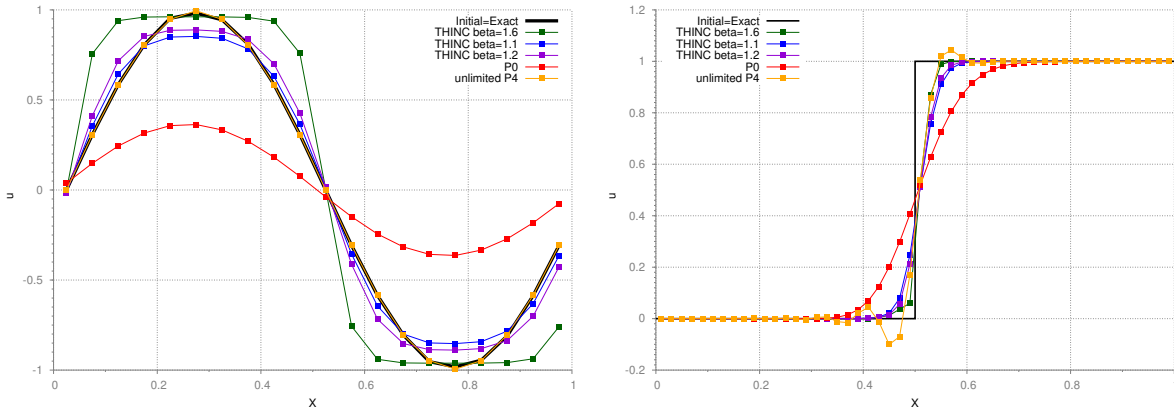 1
0.5
0
-0.5
-1
0
0.2
0.4
0.6
0.8
1
u
X
Initial=Exact
THINC beta=1.6
THINC beta=1.1
THINC beta=1.2
P0
unlimited P4
1.2
1
0.8
0.6
0.4
0.2
0
-0.2
0
0.2
0.4
0.6
0.8
u
X
Initial=Exact
THINC beta=1.6
THINC beta=1.1
THINC beta=1.2
P0
unlimited P4